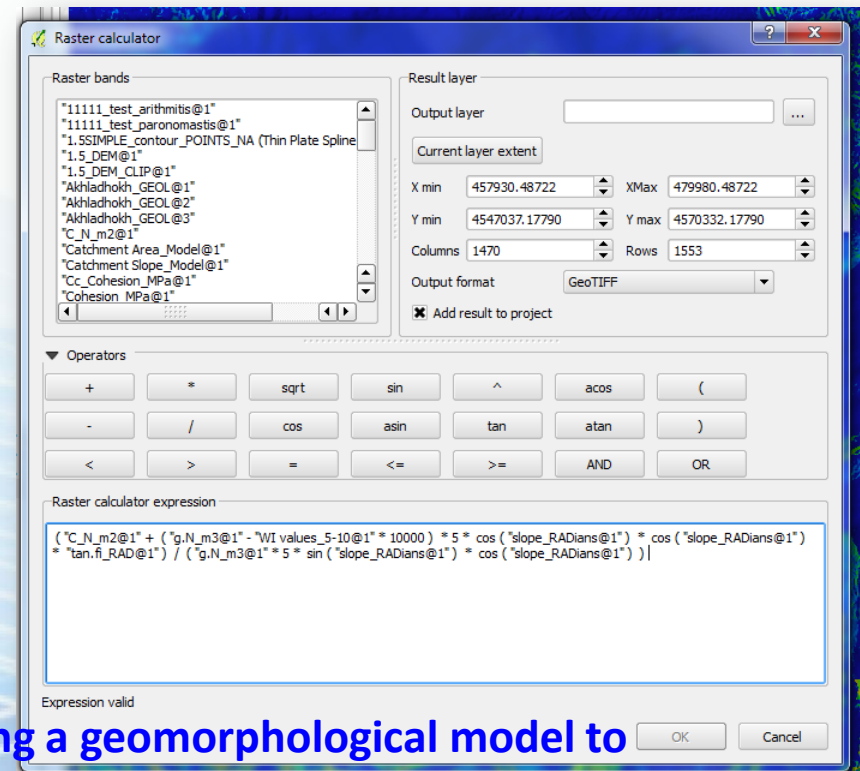 Raster calculator
Raster bands
"11111_test_arithmitis@1"
"11111_test_paronomastis@1"
"1.5SIMPLE_contour_POINTS_NA (Thin Plate Spline
"1.5_DEM@1"
"1.5_DEM_CLIP@1"
"Akhladhokh_GEOL@1"
"Akhladhokh_GEOL@2"
"Akhladhokh_GEOL@3"
"C_N_m2@1"
"Catchment Area_Model@1"
"Catchment Slope_Model@1"
"Cc_Cohesion_MPa@1"
"Cohesion_MPa@1"
Result layer
Output layer ...
Current layer extent
X min 457930.48722 XMax 479980.48722
Y min 4547037.17790 Y max 4570332.17790
Columns 1470 Rows 1553
Output format GeoTIFF
Add result to project
Operators
+ * sqrt sin ^ acos (
- / cos asin tan atan )
< > = <= >= AND OR
Raster calculator expression
( "C_N_m2@1" + ( "g.N_m3@1" - "WI values_5-10@1" * 10000 ) * 5 * cos ( "slope_RADians@1" ) * cos ( "slope_RADians@1" )
* "tan.fi_RAD@1" ) / ( "g.N_m3@1" * 5 * sin ( "slope_RADians@1" ) * cos ( "slope_RADians@1" ) )
Expression valid
ng a geomorphological model to
OK Cancel